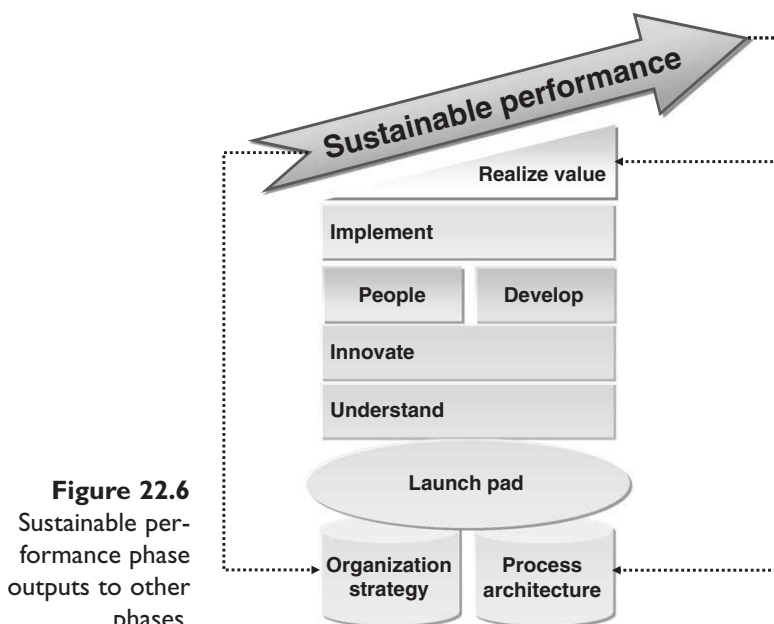 Sustainable performance
Realize value
Implement
People
Develop
Innovate
Understand
Launch pad
Organization
strategy
Process
architecture
Figure 22.6
Sustainable per-
formance phase
outputs to other
phases.